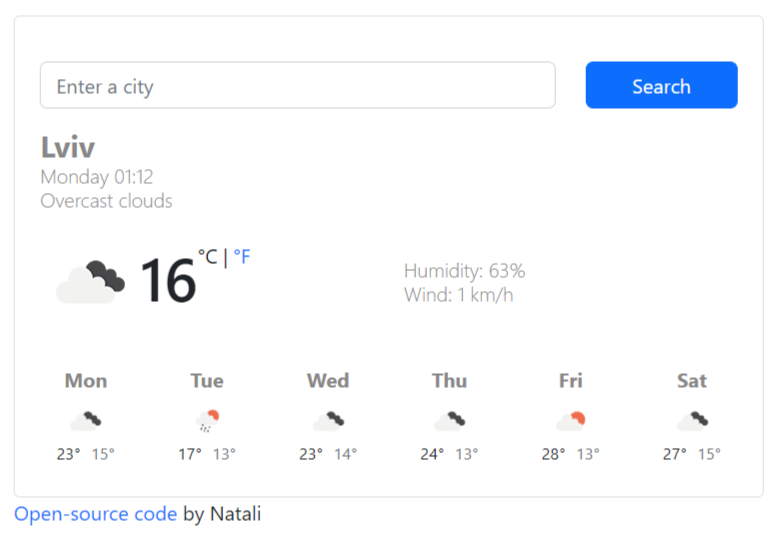 Enter a city
Search
Lviv
Monday 01:12
Overcast clouds
16 °C | °F
Humidity: 63%
Wind: 1 km/h
Mon Tue Wed Thu Fri Sat
23° 15° 17° 13° 23° 14° 24° 13° 28° 13° 27° 15°
Open-source code by Natali